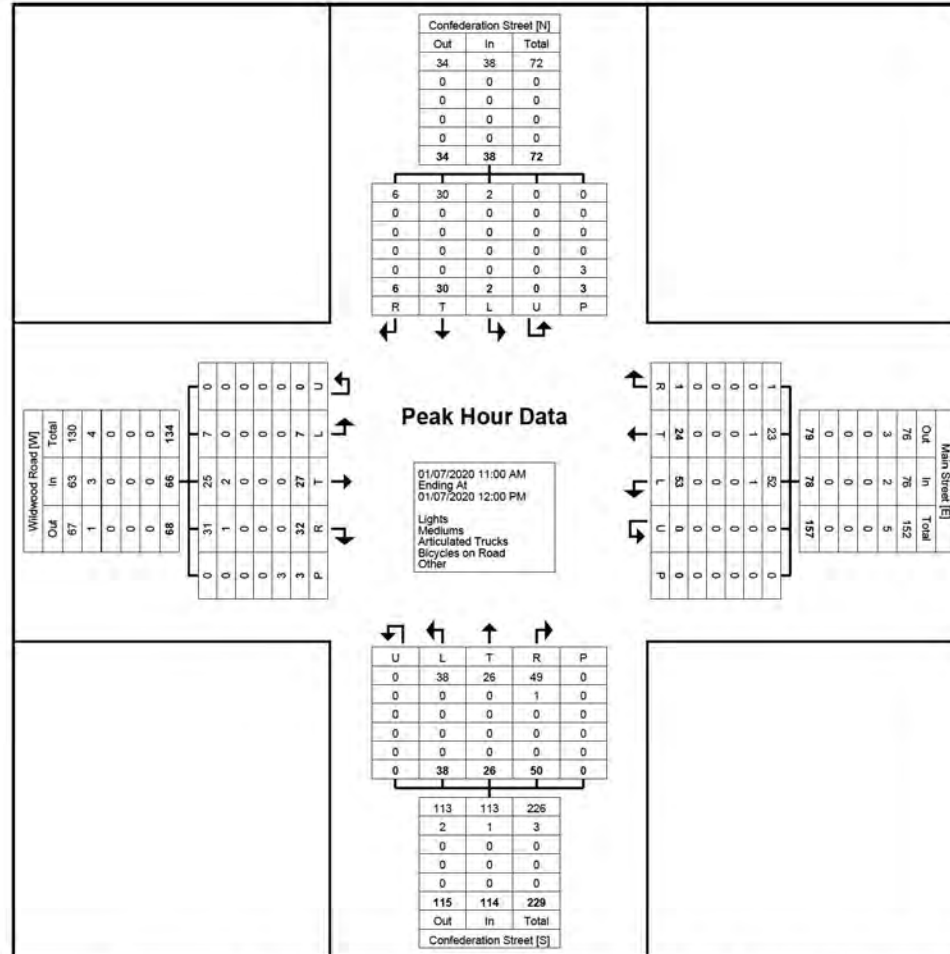 Confederation Street [N]
Out In Total
34 38 72
0 0 0
0 0 0
0 0 0
0 0 0
34 38 72
6 30 2 0 0
0 0 0 0 0
0 0 0 0 0
0 0 0 0 0
0 0 0 0 3
6 30 2 0 3
R T L U P
Wildwood Road [W]
Out In Total
67 63 130
1 3 4
0 0 0
0 0 0
0 0 0
68 66 134
0 7 25 31 0
0 0 2 1 0
0 0 0 0 0
0 0 0 0 0
0 0 0 0 3
0 7 27 32 3
U L T R P
Peak Hour Data
01/07/2020 11:00 AM
Ending At
01/07/2020 12:00 PM
Lights
Mediums
Articulated Trucks
Bicycles on Road
Other
Main Street [E]
Out In Total
76 76 152
3 2 5
0 0 0
0 0 0
0 0 0
79 78 157
1 23 52 0 0
0 1 1 0 0
0 0 0 0 0
0 0 0 0 0
0 0 0 0 0
1 24 53 0 0
R T L U P
U L T R P
0 38 26 49 0
0 0 0 1 0
0 0 0 0 0
0 0 0 0 0
0 0 0 0 0
0 38 26 50 0
113 113 226
2 1 3
0 0 0
0 0 0
0 0 0
115 114 229
Out In Total
Confederation Street [S]